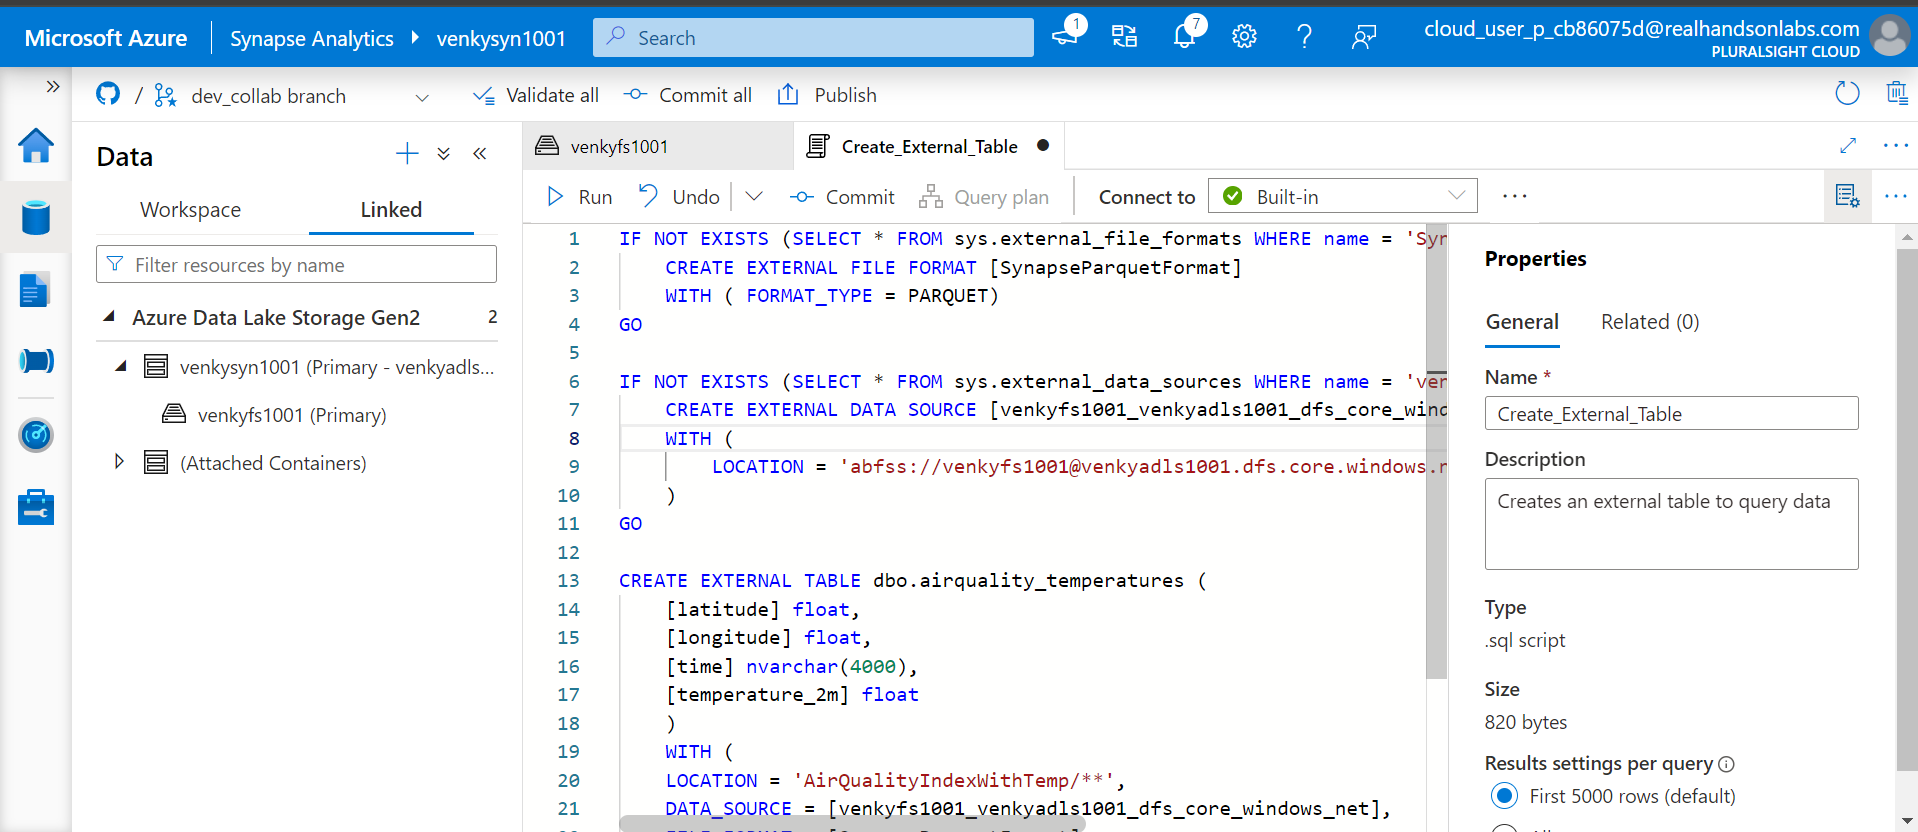 Microsoft Azure
Synapse Analytics
venkysyn1001
Search
1
7
cloud_user_p_cb86075d@realhandsonlabs.com
PLURALSIGHT CLOUD
/
dev_collab branch
Validate all
Commit all
Publish
Data
Workspace
Linked
Filter resources by name
Azure Data Lake Storage Gen2
2
venkysyn1001 (Primary - venkyadls...
venkyfs1001 (Primary)
(Attached Containers)
venkyfs1001
Create_External_Table
Run
Undo
Commit
Query plan
Connect to
Built-in
1 IF NOT EXISTS (SELECT * FROM sys.external_file_formats WHERE name = 'Syn
2 CREATE EXTERNAL FILE FORMAT [SynapseParquetFormat]
3 WITH ( FORMAT_TYPE = PARQUET)
4 GO
5
6 IF NOT EXISTS (SELECT * FROM sys.external_data_sources WHERE name = 'ven
7 CREATE EXTERNAL DATA SOURCE [venkyfs1001_venkyadls1001_dfs_core_wind
8 WITH (
9 LOCATION = 'abfss://venkyfs1001@venkyadls1001.dfs.core.windows.n
10 )
11 GO
12
13 CREATE EXTERNAL TABLE dbo.airquality_temperatures (
14 [latitude] float,
15 [longitude] float,
16 [time] nvarchar(4000),
17 [temperature_2m] float
18 )
19 WITH (
20 LOCATION = 'AirQualityIndexWithTemp/**',
21 DATA_SOURCE = [venkyfs1001_venkyadls1001_dfs_core_windows_net],
Properties
General
Related (0)
Name *
Create_External_Table
Description
Creates an external table to query data
Type
.sql script
Size
820 bytes
Results settings per query
First 5000 rows (default)